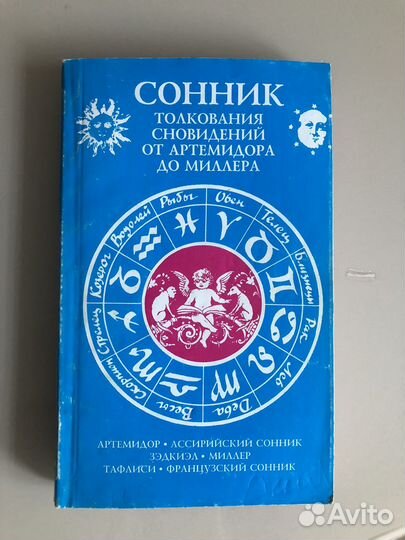 СОННИК
ТОЛКОВАНИЯ
СНОВИДЕНИЙ
ОТ АРТЕМИДОРА
ДО МИЛЛЕРА
Рыбы
Овен
Телец
Близнецы
Рак
Лев
Дева
Весы
Скорпион
Стрелец
Козерог
Водолей
АРТЕМИДОР • АССИРИЙСКИЙ СОННИК
ЗЭДКИЭЛ • МИЛЛЕР
ТАФЛИСИ • ФРАНЦУЗСКИЙ СОННИК
Avito